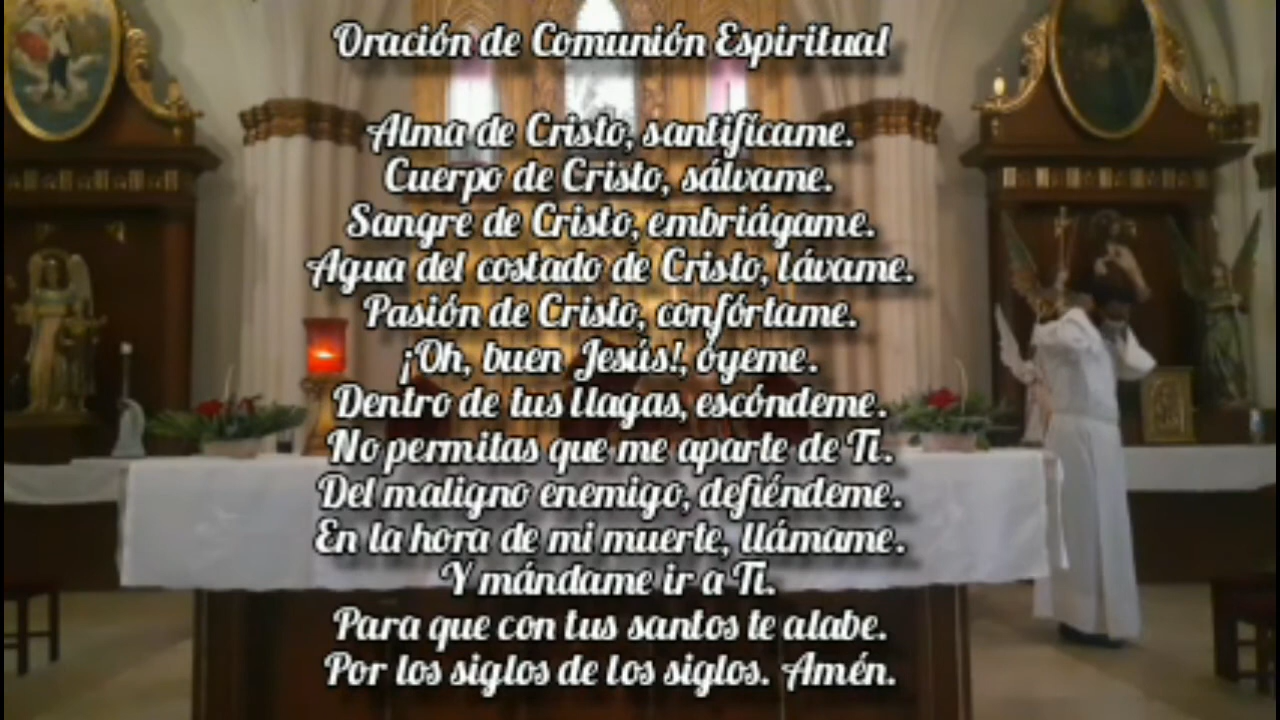 Oración de Comunión Espiritual
Alma de Cristo, santifícame.
Cuerpo de Cristo, sálvame.
Sangre de Cristo, embriágame.
Agua del costado de Cristo, lávame.
Pasión de Cristo, confórtame.
¡Oh, buen Jesús!, óyeme.
Dentro de tus llagas, escóndeme.
No permitas que me aparte de Ti.
Del maligno enemigo, defiéndeme.
En la hora de mi muerte, llámame.
Y mándame ir a Ti.
Para que con tus santos te alabe.
Por los siglos de los siglos. Amén.